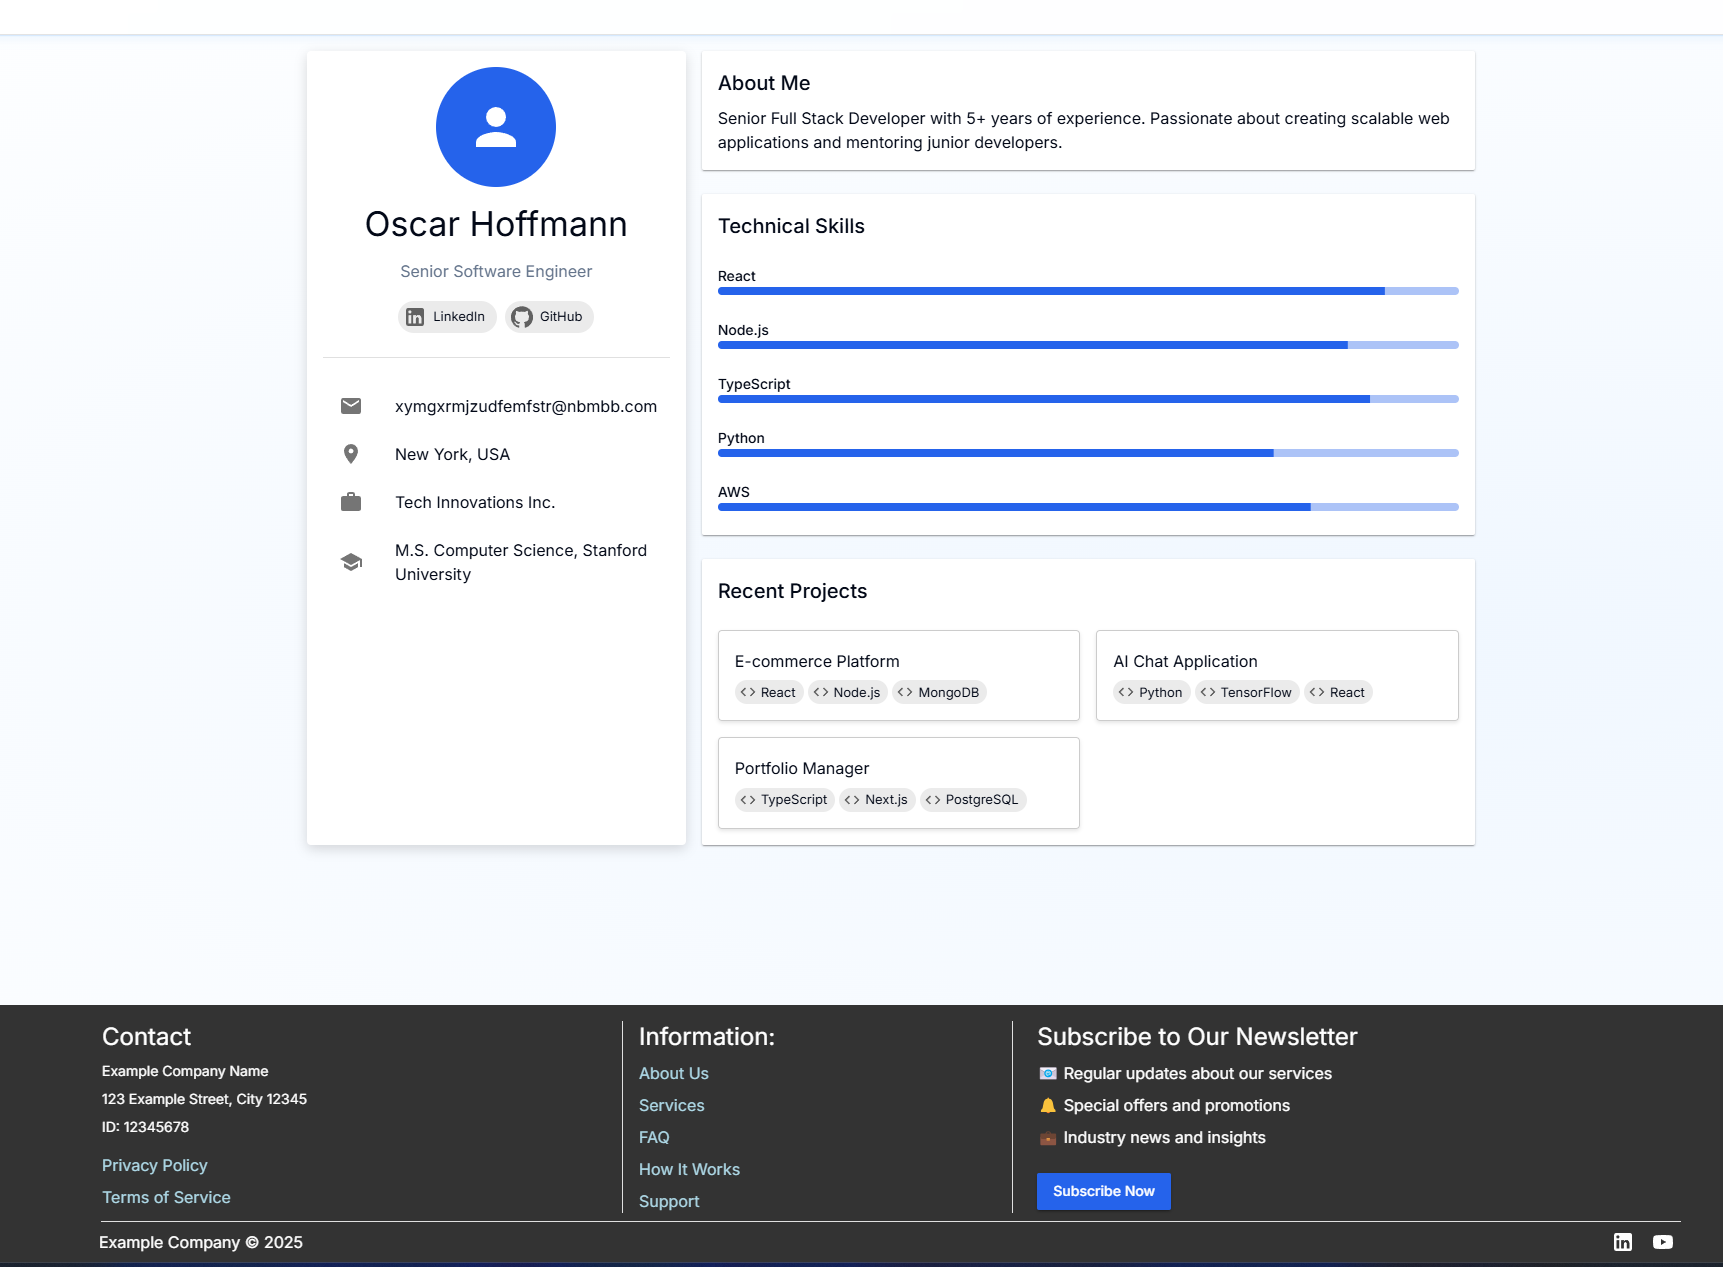 Oscar Hoffmann
Senior Software Engineer
LinkedIn
GitHub
xymgxrmjzudfemfstr@nbmbb.com
New York, USA
Tech Innovations Inc.
M.S. Computer Science, Stanford
University
About Me
Senior Full Stack Developer with 5+ years of experience. Passionate about creating scalable web
applications and mentoring junior developers.
Technical Skills
React
Node.js
TypeScript
Python
AWS
Recent Projects
E-commerce Platform
React
Node.js
MongoDB
AI Chat Application
Python
TensorFlow
React
Portfolio Manager
TypeScript
Next.js
PostgreSQL
Contact
Example Company Name
123 Example Street, City 12345
ID: 12345678
Privacy Policy
Terms of Service
Information:
About Us
Services
FAQ
How It Works
Support
Subscribe to Our Newsletter
Regular updates about our services
Special offers and promotions
Industry news and insights
Subscribe Now
Example Company © 2025